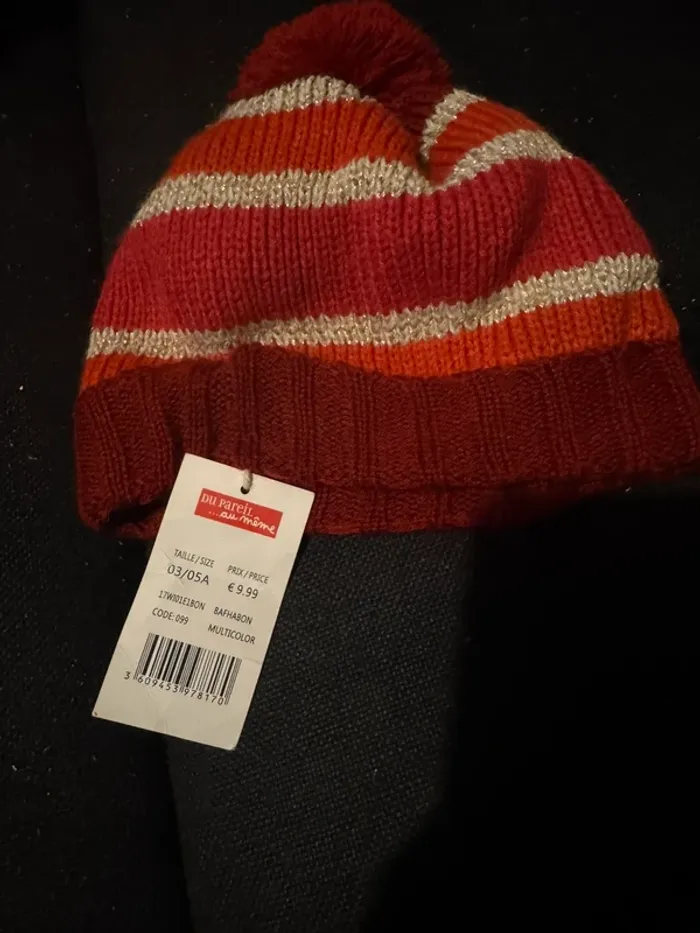 DU PAREIL
...au même
TAILLE/SIZE PRIX/PRICE
03/05A € 9.99
17WI01E1BON BAFHABON
CODE: 099 MULTICOLOR
3 609453 978170